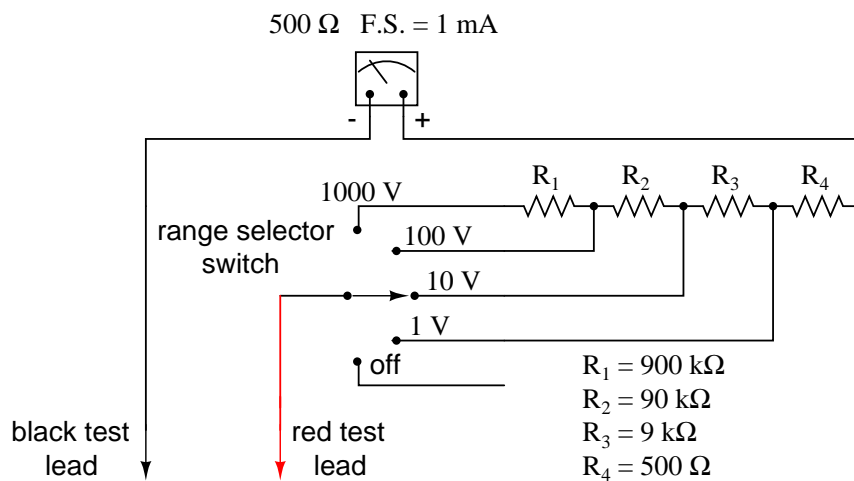 500 Ω F.S. = 1 mA
- +
R₁ R₂ R₃ R₄
1000 V
range selector
switch
100 V
10 V
1 V
off
R₁ = 900 kΩ
R₂ = 90 kΩ
R₃ = 9 kΩ
R₄ = 500 Ω
black test
lead
red test
lead